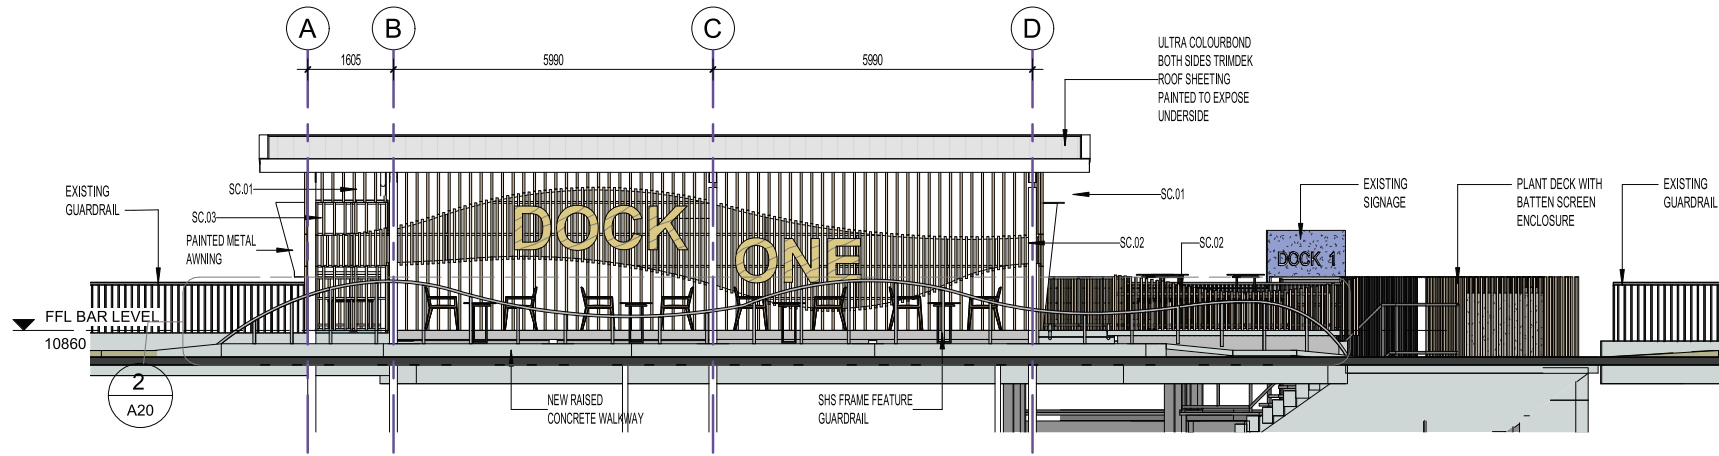 A
B
C
D
1605
5990
5990
ULTRA COLOURBOND
BOTH SIDES TRIMDEK
ROOF SHEETING
PAINTED TO EXPOSE
UNDERSIDE
EXISTING
GUARDRAIL
SC.01
SC.03
PAINTED METAL
AWNING
DOCK
ONE
SC.01
SC.02
SC.02
EXISTING
SIGNAGE
DOCK 1
PLANT DECK WITH
BATTEN SCREEN
ENCLOSURE
EXISTING
GUARDRAIL
FFL BAR LEVEL
10860
2
A20
NEW RAISED
CONCRETE WALKWAY
SHS FRAME FEATURE
GUARDRAIL